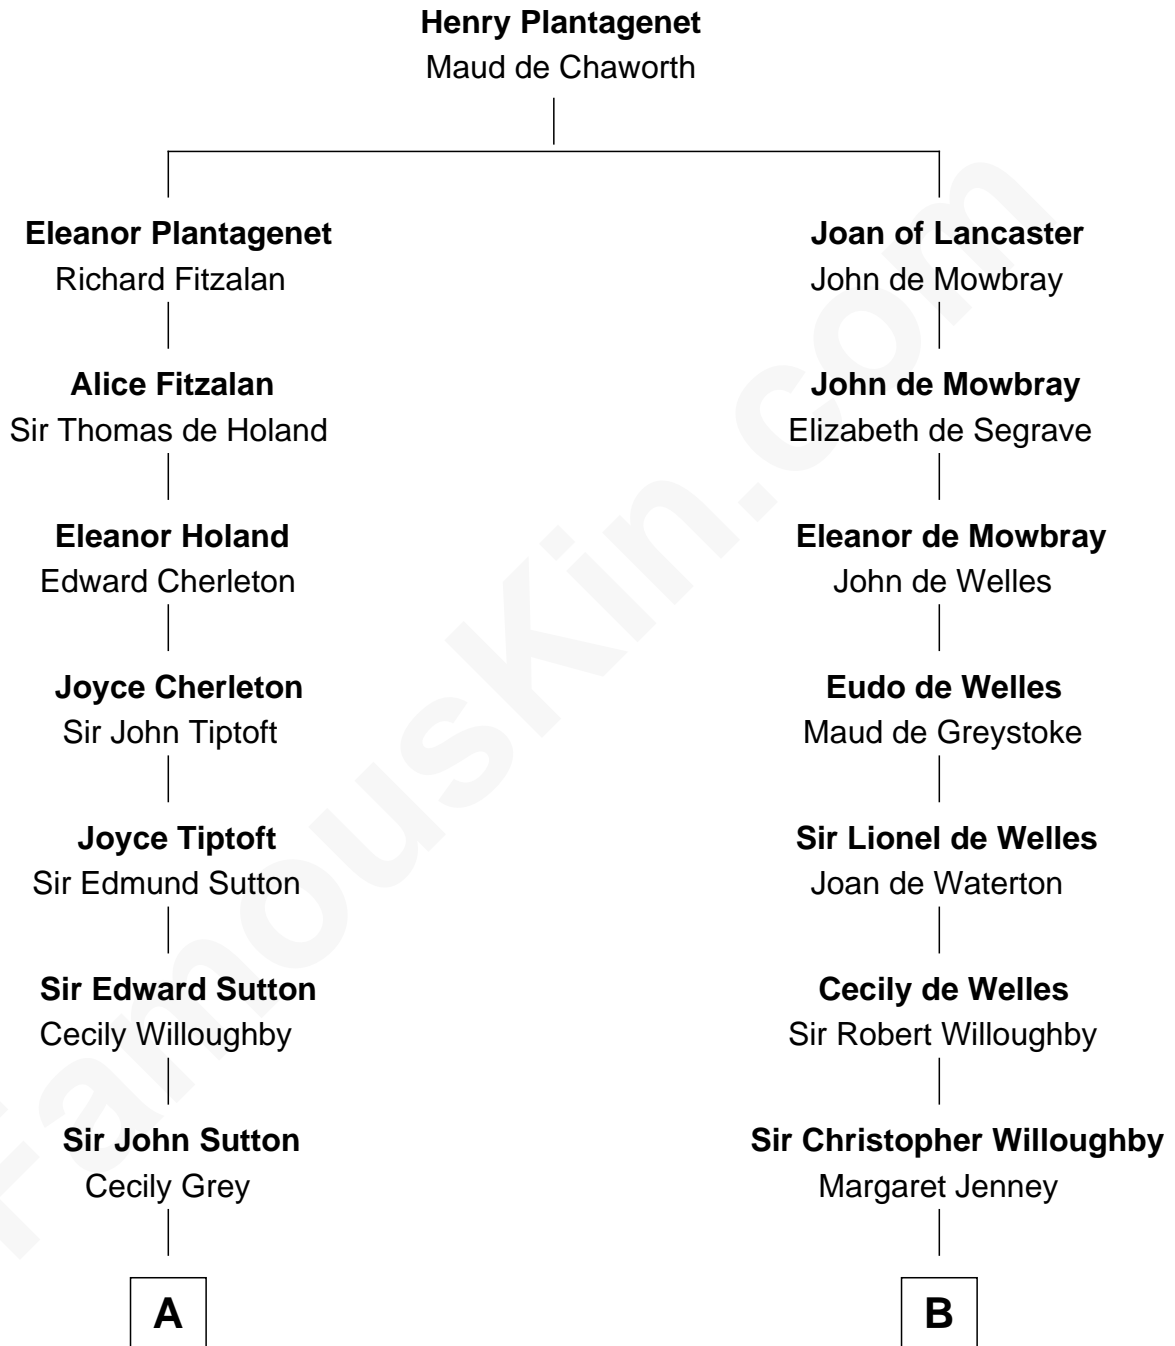 Henry Plantagenet
Maud de Chaworth
Eleanor Plantagenet
Richard Fitzalan
Joan of Lancaster
John de Mowbray
Alice Fitzalan
Sir Thomas de Holand
John de Mowbray
Elizabeth de Segrave
Eleanor Holand
Edward Cherleton
Eleanor de Mowbray
John de Welles
Joyce Cherleton
Sir John Tiptoft
Eudo de Welles
Maud de Greystoke
Joyce Tiptoft
Sir Edmund Sutton
Sir Lionel de Welles
Joan de Waterton
Sir Edward Sutton
Cecily Willoughby
Cecily de Welles
Sir Robert Willoughby
Sir John Sutton
Cecily Grey
Sir Christopher Willoughby
Margaret Jenney
A
B
FamousKin.com